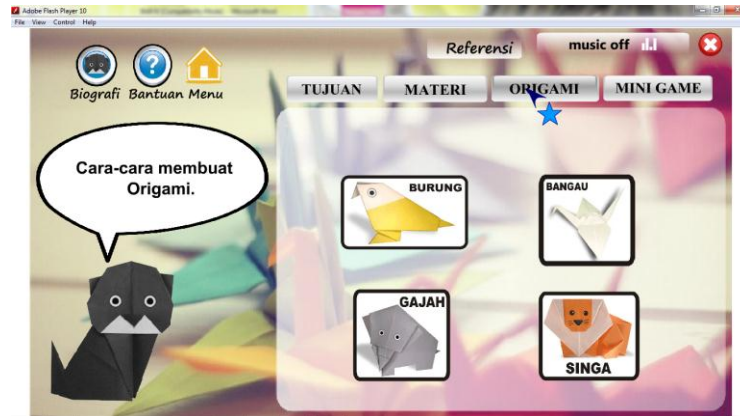 Adobe Flash Player 10
File View Control Help
Referensi
music off
Biografi Bantuan Menu
TUJUAN MATERI ORIGAMI MINI GAME
Cara-cara membuat
Origami.
BURUNG
BANGAU
GAJAH
SINGA